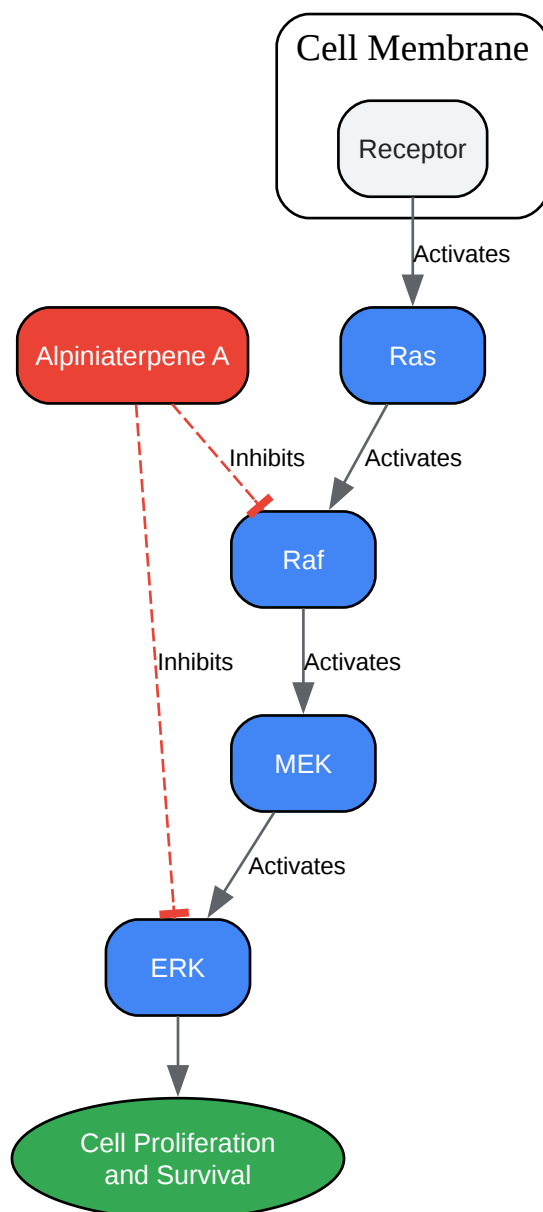 Cell Membrane
Receptor
Activates
Alpiniaterpene A
Ras
Inhibits
Activates
Raf
Inhibits
Activates
MEK
Activates
ERK
Cell Proliferation
and Survival